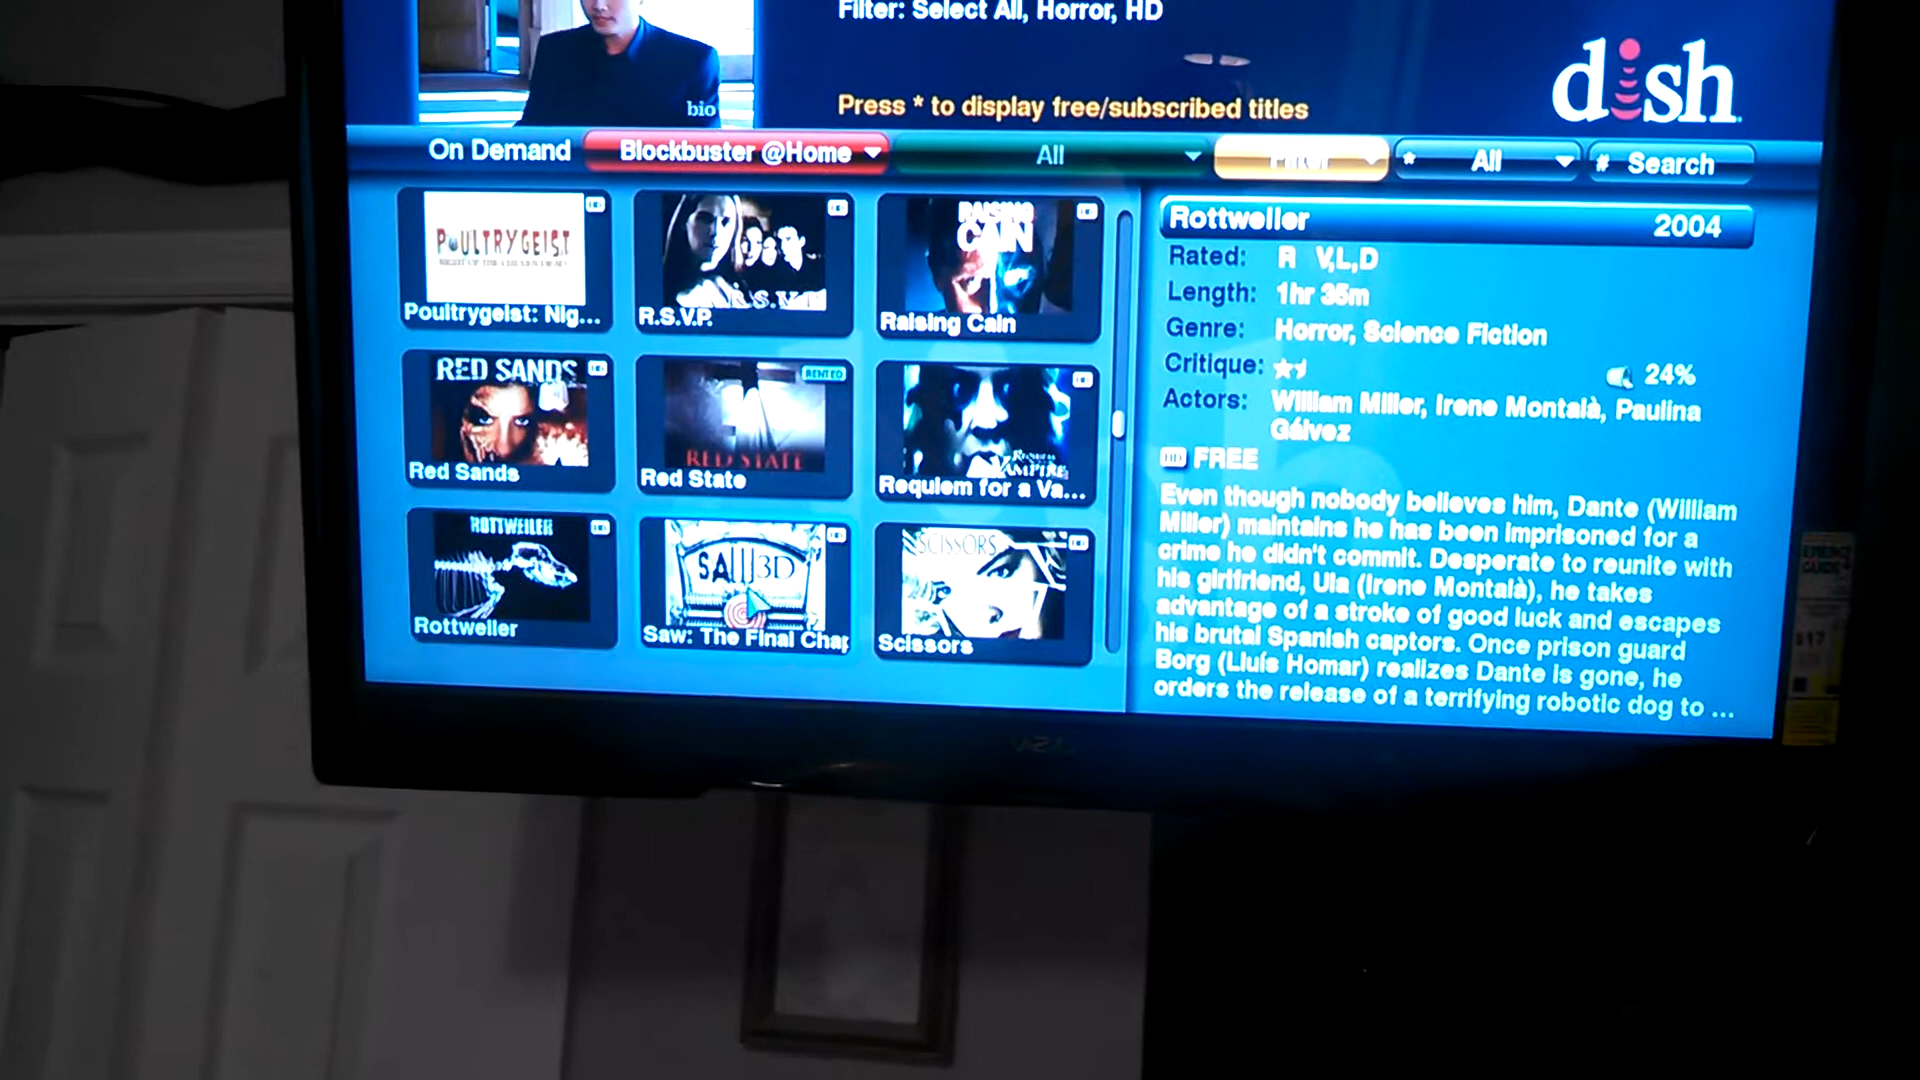 Filter: Select All, Horror, HD
bio
Press * to display free/subscribed titles
dish
On Demand
Blockbuster @Home
All
Filter
* All
# Search
POULTRYGEIST
Poultrygeist: Nig...
R.S.V.P.
R.S.V.P.
RAISING
CAIN
Raising Cain
RED SANDS
Red Sands
RENTED
RED STATE
Red State
REQUIEM
VAMPIRE
Requiem for a Va...
ROTTWEILER
Rottweiler
SAW 3D
Saw: The Final Chap
SCISSORS
Scissors
Rottweiler 2004
Rated: R V,L,D
Length: 1hr 35m
Genre: Horror, Science Fiction
Critique: 24%
Actors: William Miller, Irene Montalà, Paulina
Gálvez
HD FREE
Even though nobody believes him, Dante (William
Miller) maintains he has been imprisoned for a
crime he didn't commit. Desperate to reunite with
his girlfriend, Ula (Irene Montalà), he takes
advantage of a stroke of good luck and escapes
his brutal Spanish captors. Once prison guard
Borg (Lluís Homar) realizes Dante is gone, he
orders the release of a terrifying robotic dog to ...
VIZIO
$17